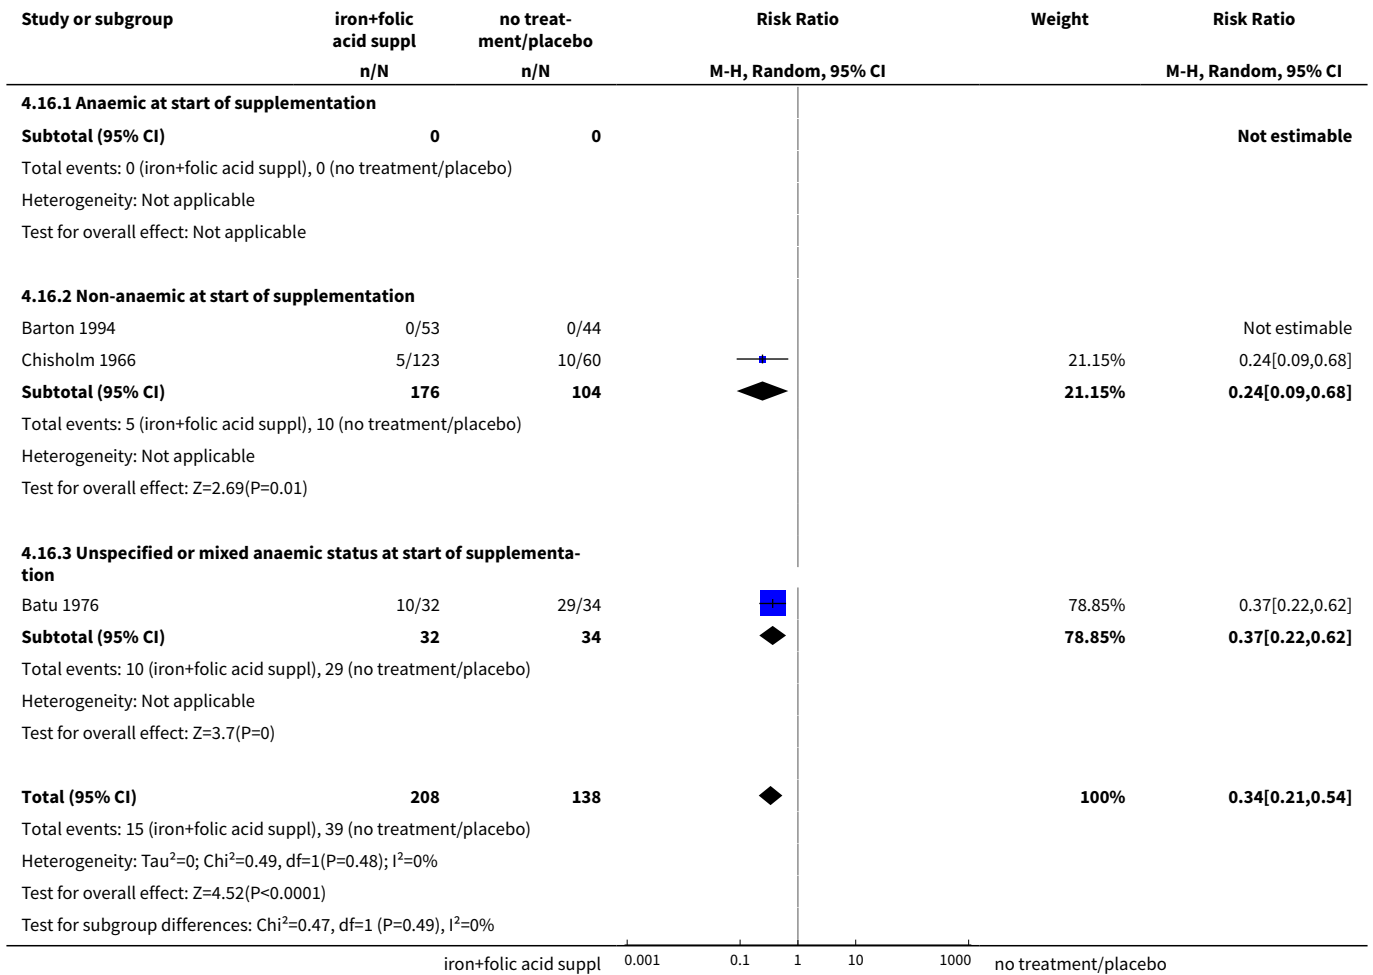 Study or subgroup iron+folic no treat- Risk Ratio Weight Risk Ratio
acid suppl ment/placebo
n/N n/N M-H, Random, 95% CI M-H, Random, 95% CI
4.16.1 Anaemic at start of supplementation
Subtotal (95% CI) 0 0 Not estimable
Total events: 0 (iron+folic acid suppl), 0 (no treatment/placebo)
Heterogeneity: Not applicable
Test for overall effect: Not applicable
4.16.2 Non-anaemic at start of supplementation
Barton 1994 0/53 0/44 Not estimable
Chisholm 1966 5/123 10/60 21.15% 0.24[0.09,0.68]
Subtotal (95% CI) 176 104 21.15% 0.24[0.09,0.68]
Total events: 5 (iron+folic acid suppl), 10 (no treatment/placebo)
Heterogeneity: Not applicable
Test for overall effect: Z=2.69(P=0.01)
4.16.3 Unspecified or mixed anaemic status at start of supplementa-
tion
Batu 1976 10/32 29/34 78.85% 0.37[0.22,0.62]
Subtotal (95% CI) 32 34 78.85% 0.37[0.22,0.62]
Total events: 10 (iron+folic acid suppl), 29 (no treatment/placebo)
Heterogeneity: Not applicable
Test for overall effect: Z=3.7(P=0)
Total (95% CI) 208 138 100% 0.34[0.21,0.54]
Total events: 15 (iron+folic acid suppl), 39 (no treatment/placebo)
Heterogeneity: Tau²=0; Chi²=0.49, df=1(P=0.48); I²=0%
Test for overall effect: Z=4.52(P<0.0001)
Test for subgroup differences: Chi²=0.47, df=1 (P=0.49), I²=0%
iron+folic acid suppl 0.001 0.1 1 10 1000 no treatment/placebo